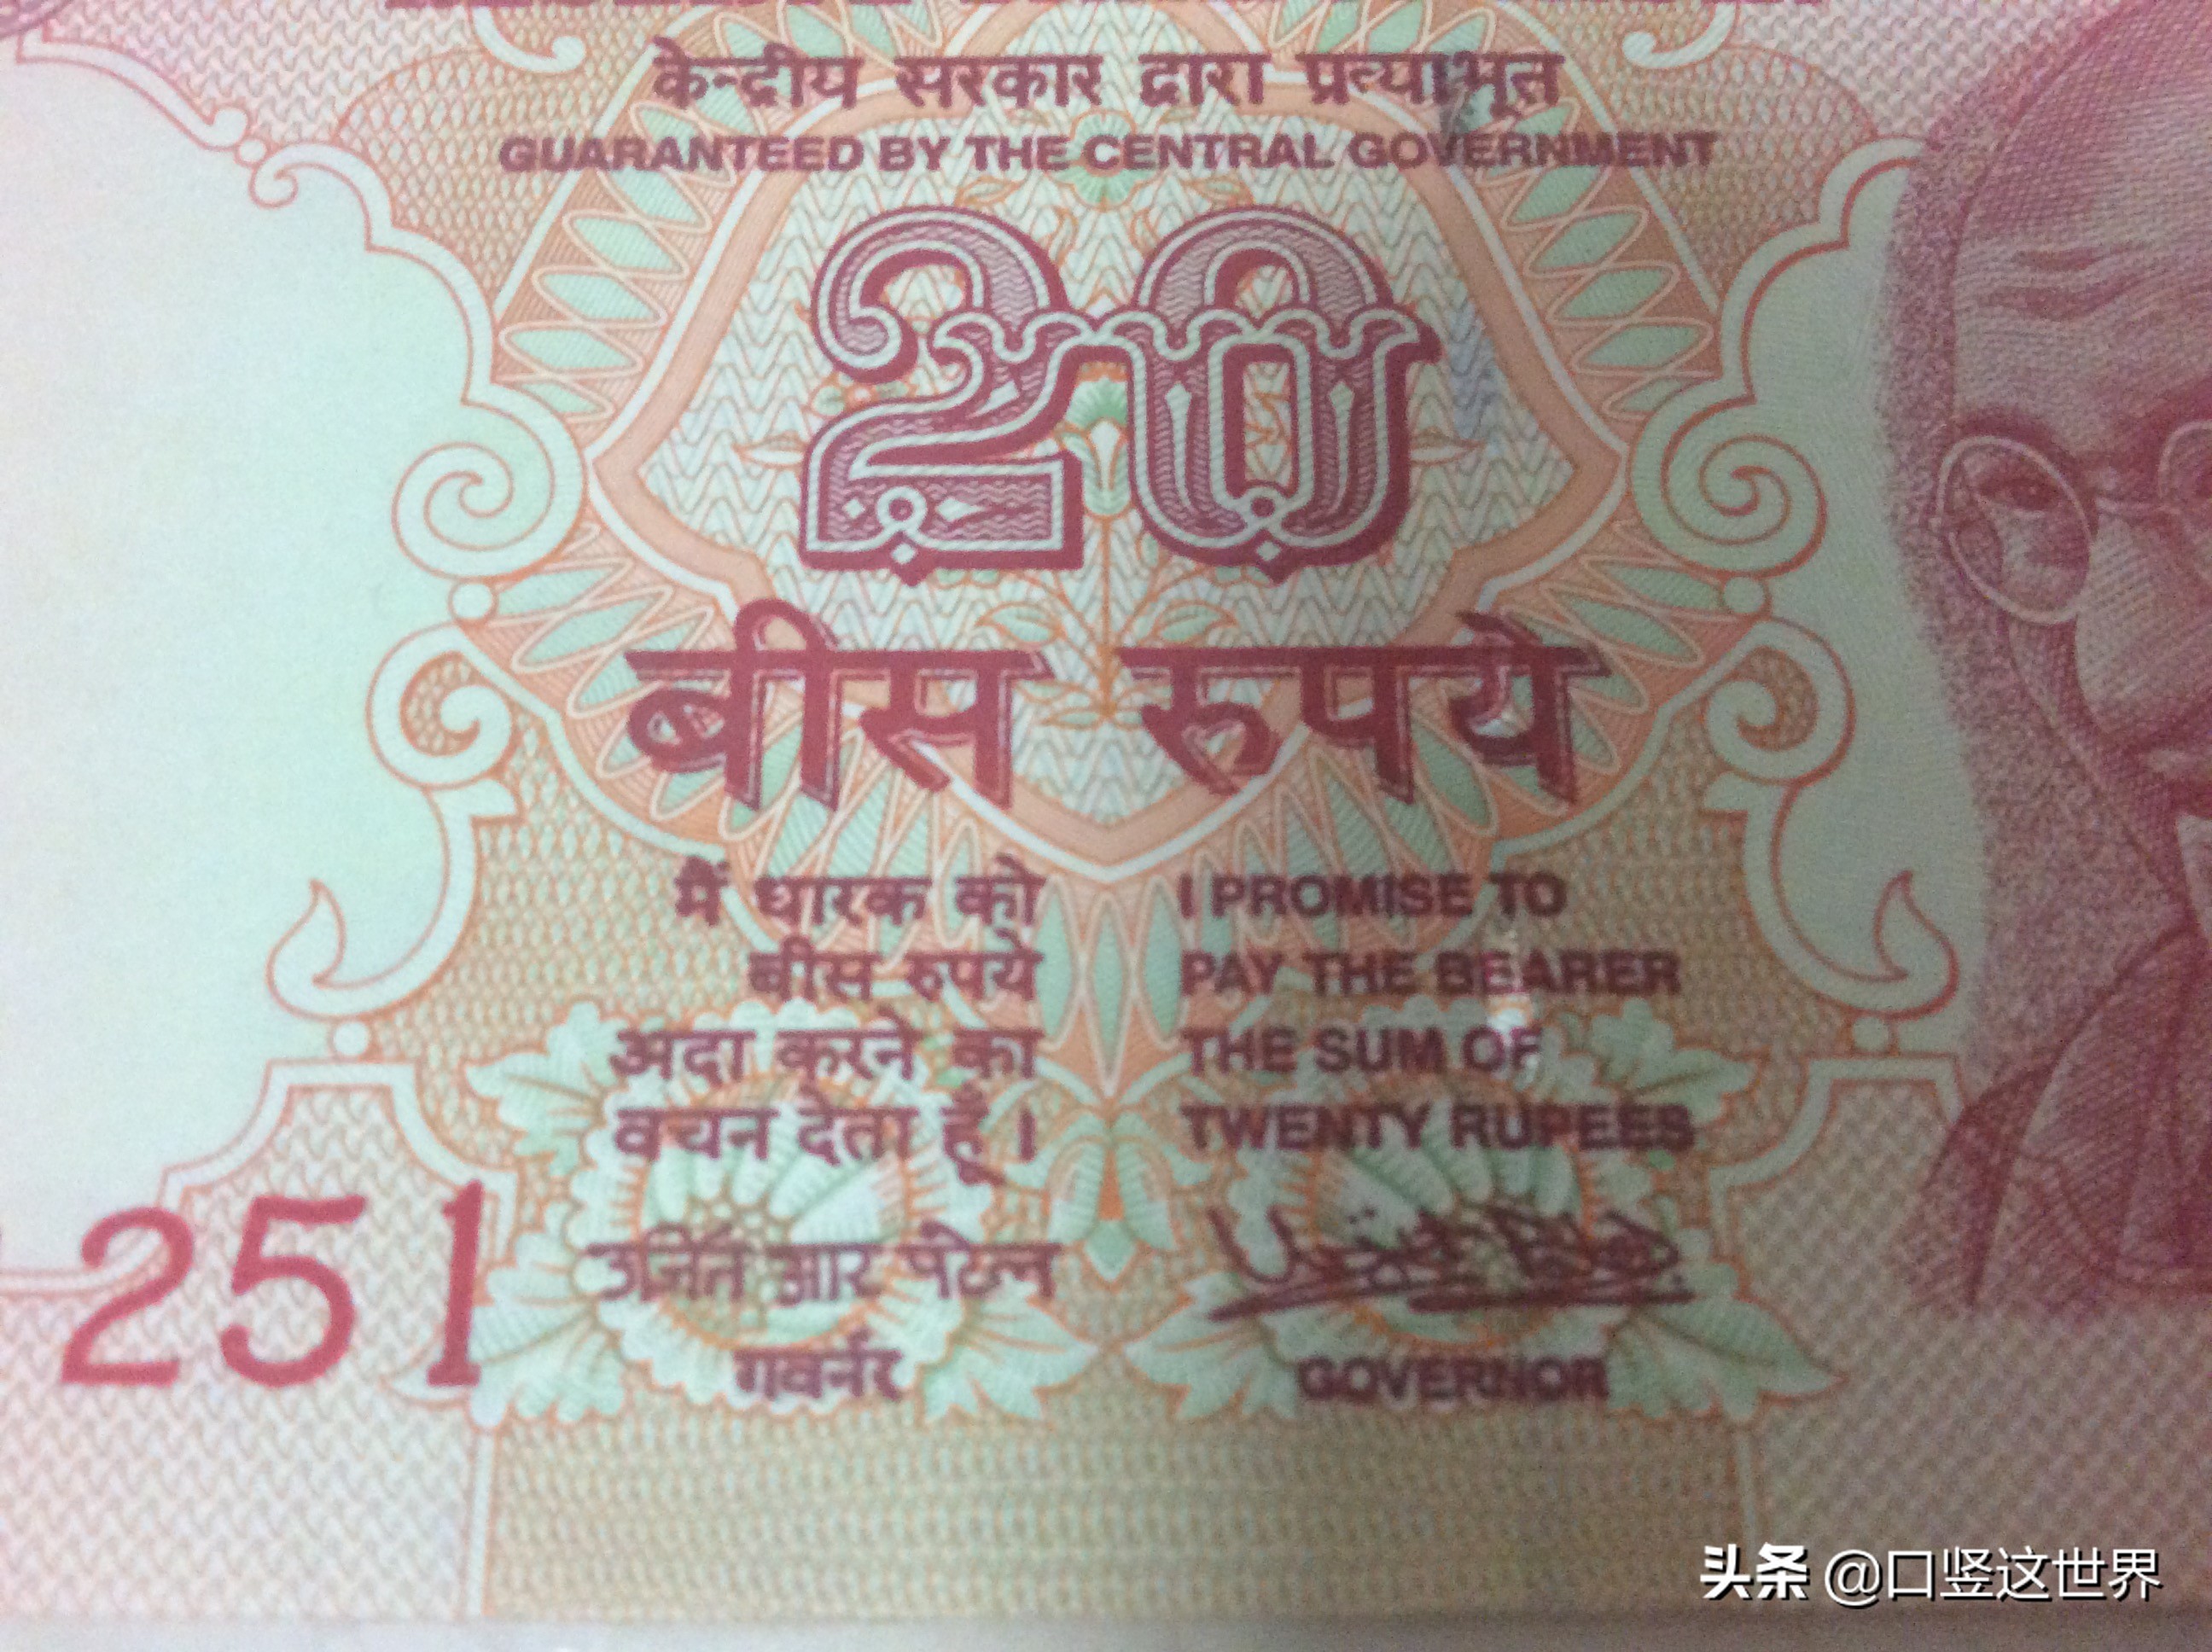 केन्द्रीय सरकार द्वारा प्रत्याभूत
GUARANTEED BY THE CENTRAL GOVERNMENT
20
बीस रुपये
मैं धारक को
बीस रुपये
अदा करने का
वचन देता हूँ।
I PROMISE TO
PAY THE BEARER
THE SUM OF
TWENTY RUPEES
251
उर्जित आर पटेल
गवर्नर
GOVERNOR
头条 @口竖这世界